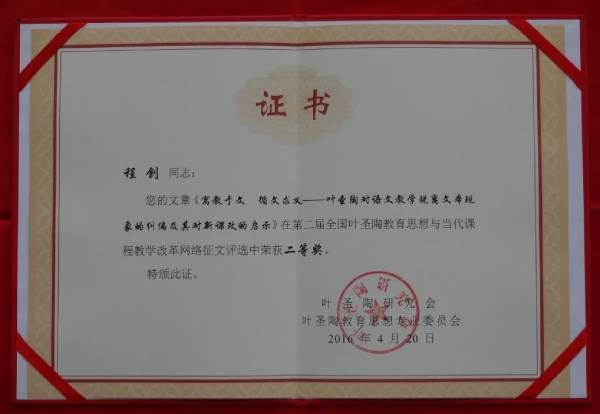 证书
程创 同志：
您的文章《寓教于文 循文求义——叶圣陶对语文教学脱离文本现
象的纠偏及其对新课改的启示》在第二届全国叶圣陶教育思想与当代课
程教学改革网络征文评选中荣获二等奖。
特颁此证。
叶圣陶研究会
叶圣陶教育思想专业委员会
2016年4月20日